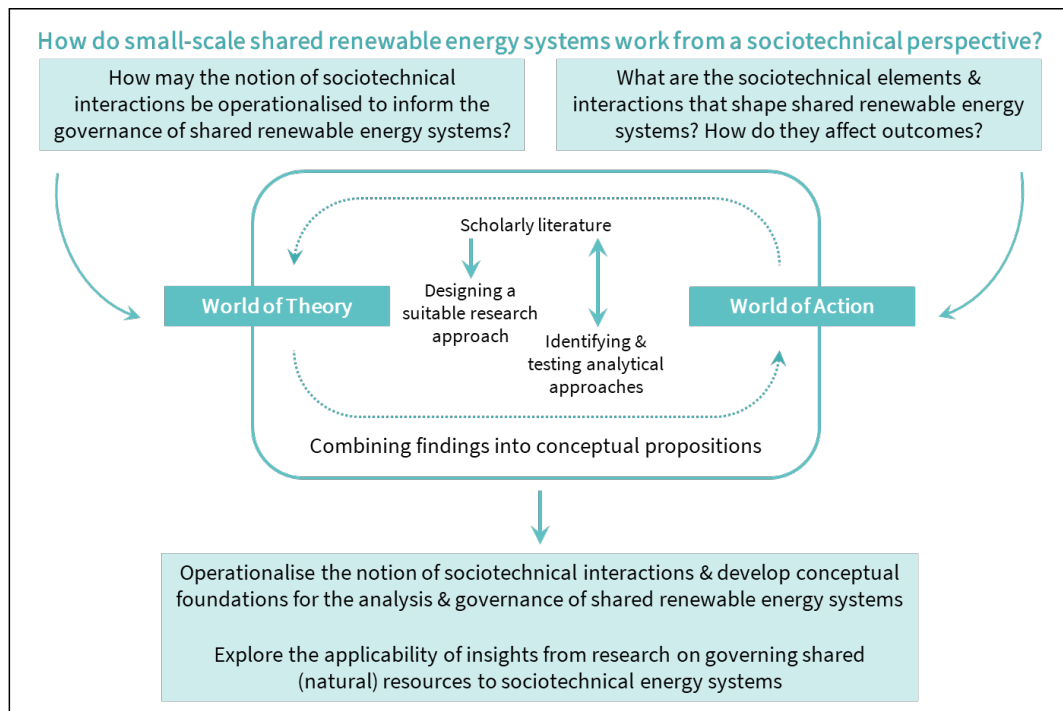 How do small-scale shared renewable energy systems work from a sociotechnical perspective?
How may the notion of sociotechnical
interactions be operationalised to inform the
governance of shared renewable energy systems?
What are the sociotechnical elements &
interactions that shape shared renewable energy
systems? How do they affect outcomes?
Scholarly literature
World of Theory
Designing a
suitable research
approach
Identifying &
testing analytical
approaches
World of Action
Combining findings into conceptual propositions
Operationalise the notion of sociotechnical interactions & develop conceptual
foundations for the analysis & governance of shared renewable energy systems
Explore the applicability of insights from research on governing shared
(natural) resources to sociotechnical energy systems